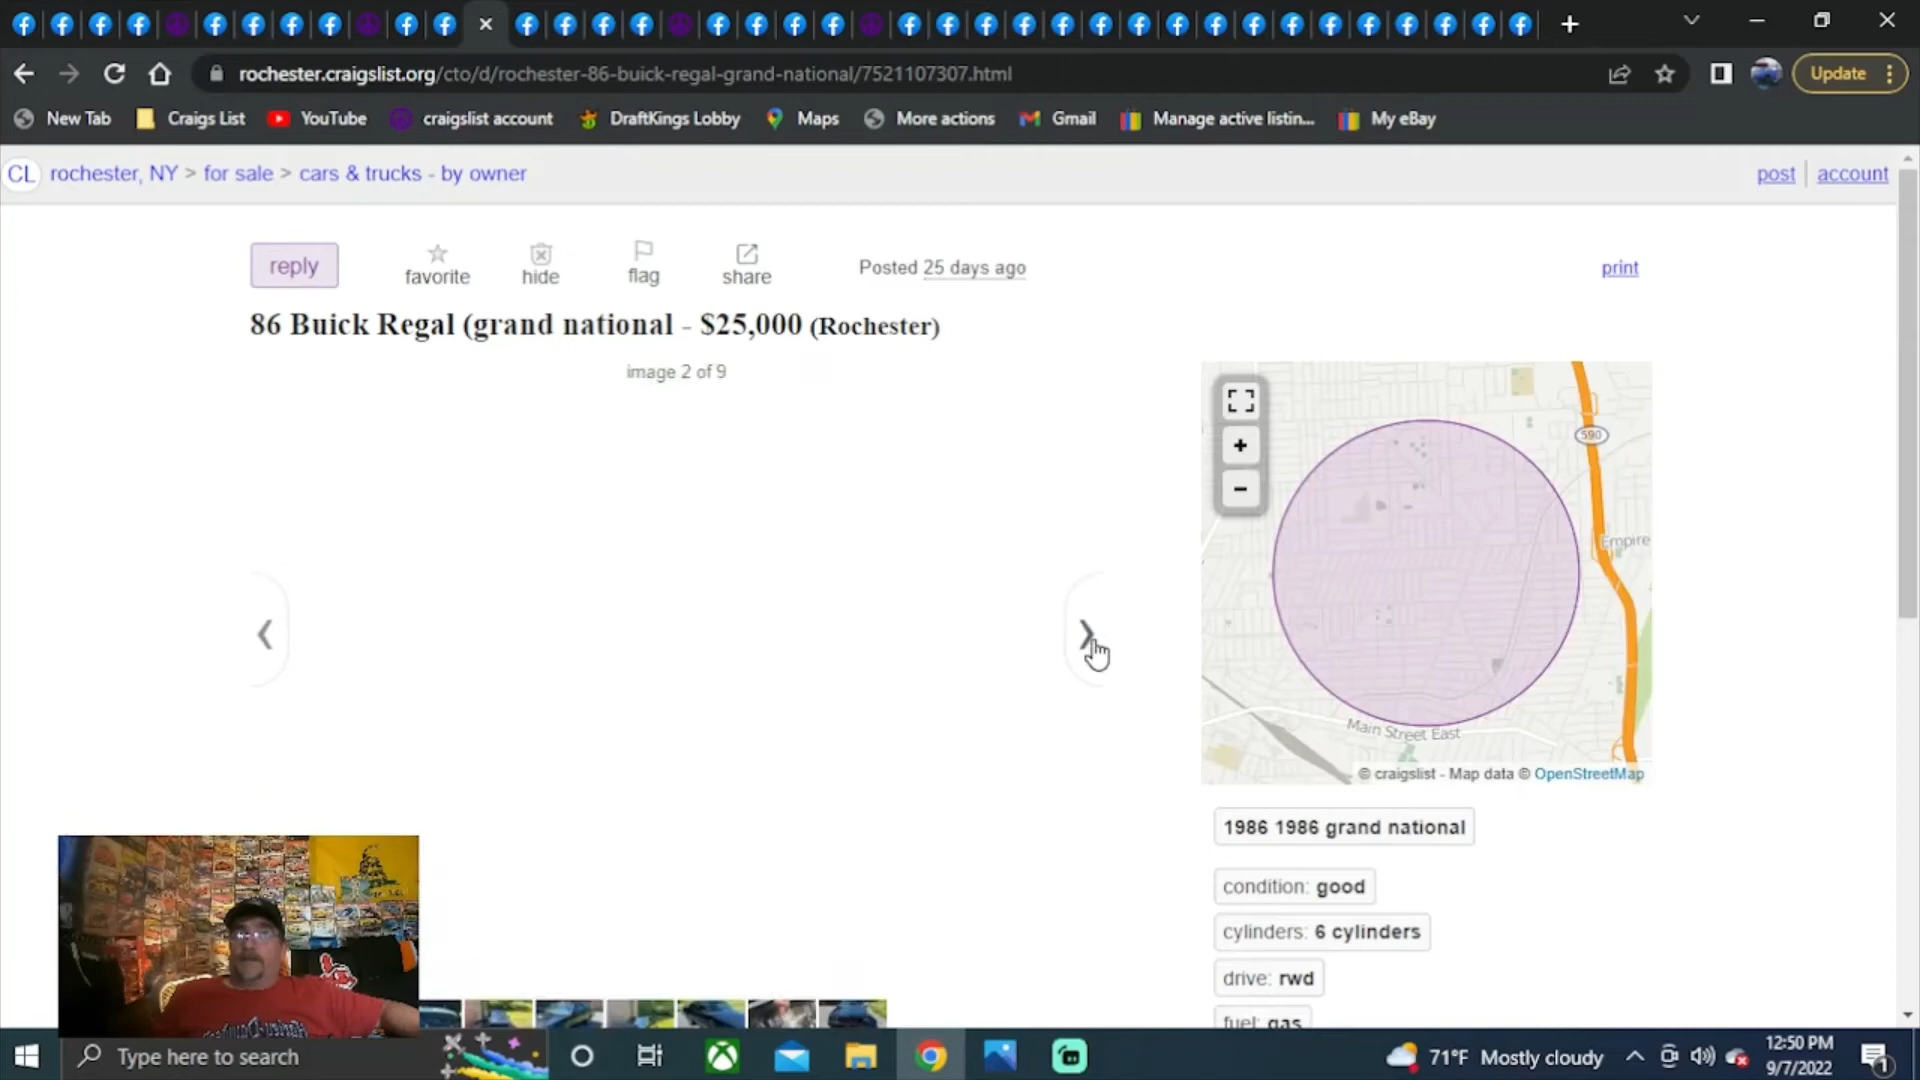 rochester.craigslist.org/cto/d/rochester-86-buick-regal-grand-national/7521107307.html
Update
New Tab
Craigs List
YouTube
craigslist account
DraftKings Lobby
Maps
More actions
Gmail
Manage active listin...
My eBay
CL rochester, NY > for sale > cars & trucks - by owner
post
account
reply
favorite
hide
flag
share
Posted 25 days ago
print
86 Buick Regal (grand national - $25,000 (Rochester)
image 2 of 9
+
−
590
Empire
Main Street East
© craigslist - Map data © OpenStreetMap
1986 1986 grand national
condition: good
cylinders: 6 cylinders
drive: rwd
fuel: gas
Type here to search
71°F Mostly cloudy
12:50 PM
9/7/2022
1